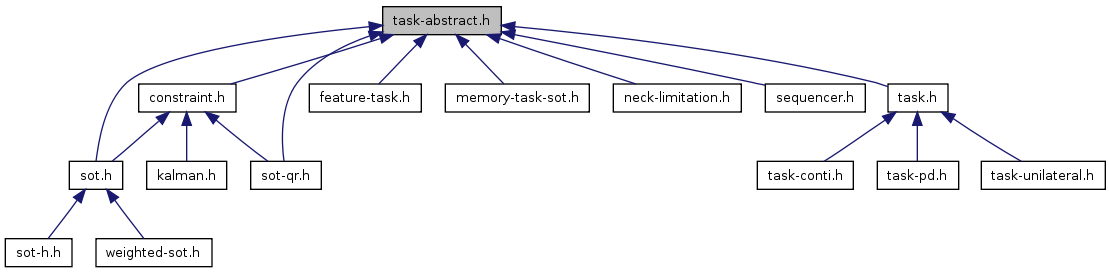 task-abstract.h
constraint.h
feature-task.h
memory-task-sot.h
neck-limitation.h
sequencer.h
task.h
sot.h
kalman.h
sot-qr.h
task-conti.h
task-pd.h
task-unilateral.h
sot-h.h
weighted-sot.h